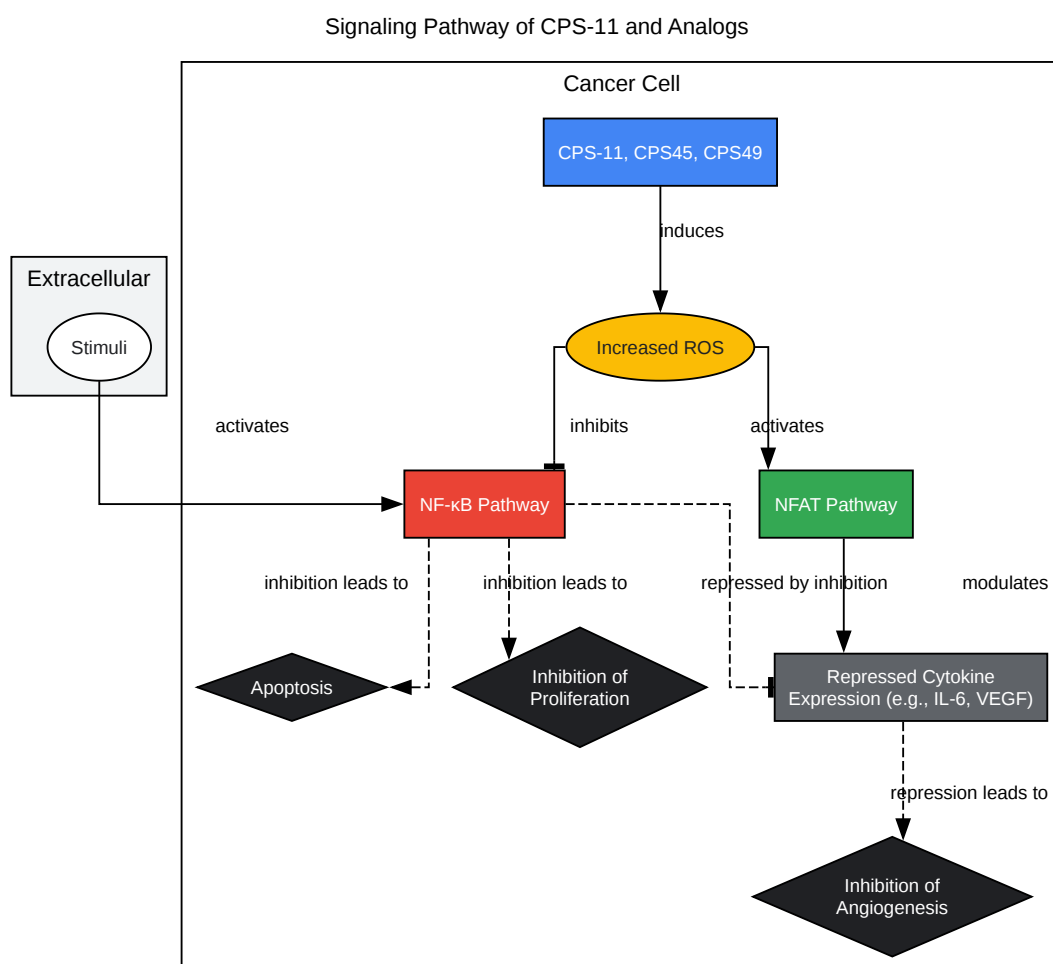 Signaling Pathway of CPS-11 and Analogs
Cancer Cell
CPS-11, CPS45, CPS49
induces
Extracellular
Stimuli
Increased ROS
activates
inhibits
activates
NF-κB Pathway
NFAT Pathway
inhibition leads to
inhibition leads to
repressed by inhibition
modulates
Apoptosis
Inhibition of
Proliferation
Repressed Cytokine
Expression (e.g., IL-6, VEGF)
repression leads to
Inhibition of
Angiogenesis